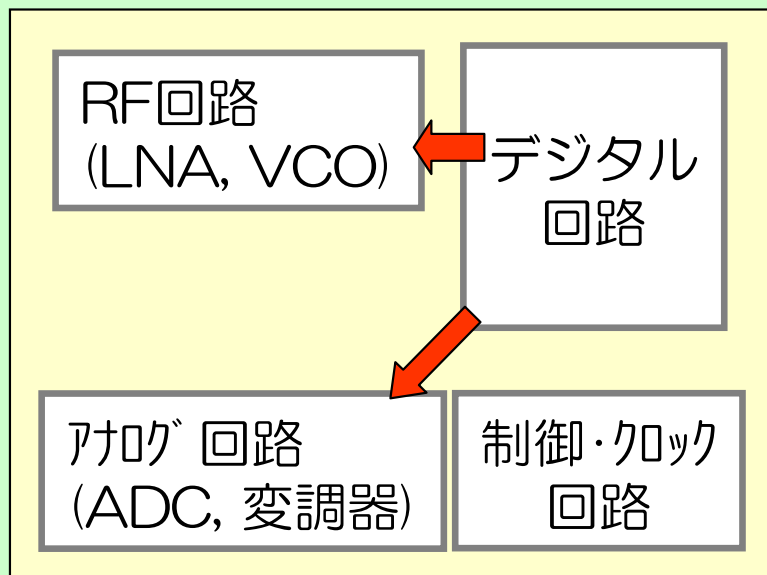 RF回路
(LNA, VCO)
デジタル
回路
ｱﾅﾛｸﾞ回路
(ADC, 変調器)
制御・ｸﾛｯｸ
回路